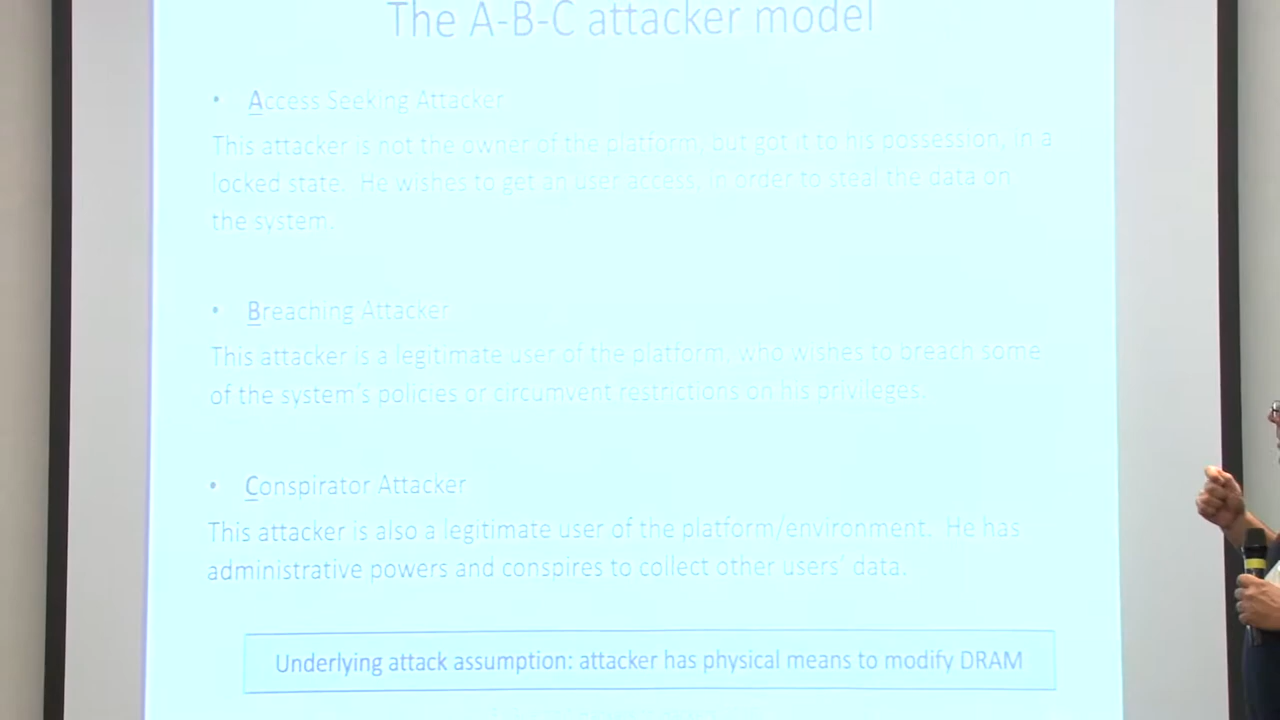 The A-B-C attacker model
• Access Seeking Attacker
This attacker is not the owner of the platform, but got it to his possession, in a
locked state. He wishes to get an user access, in order to steal the data on
the system.
• Breaching Attacker
This attacker is a legitimate user of the platform, who wishes to breach some
of the system's policies or circumvent restrictions on his privileges.
• Conspirator Attacker
This attacker is also a legitimate user of the platform/environment. He has
administrative powers and conspires to collect other users' data.
Underlying attack assumption: attacker has physical means to modify DRAM